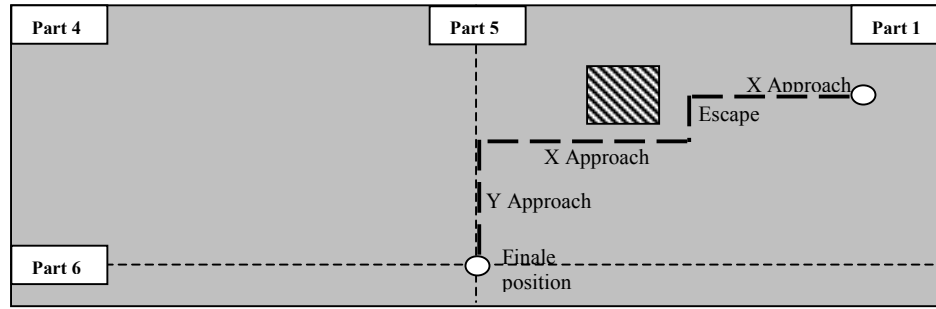 Part 4
Part 5
Part 1
X Approach
Escape
X Approach
Y Approach
Part 6
Finale
position